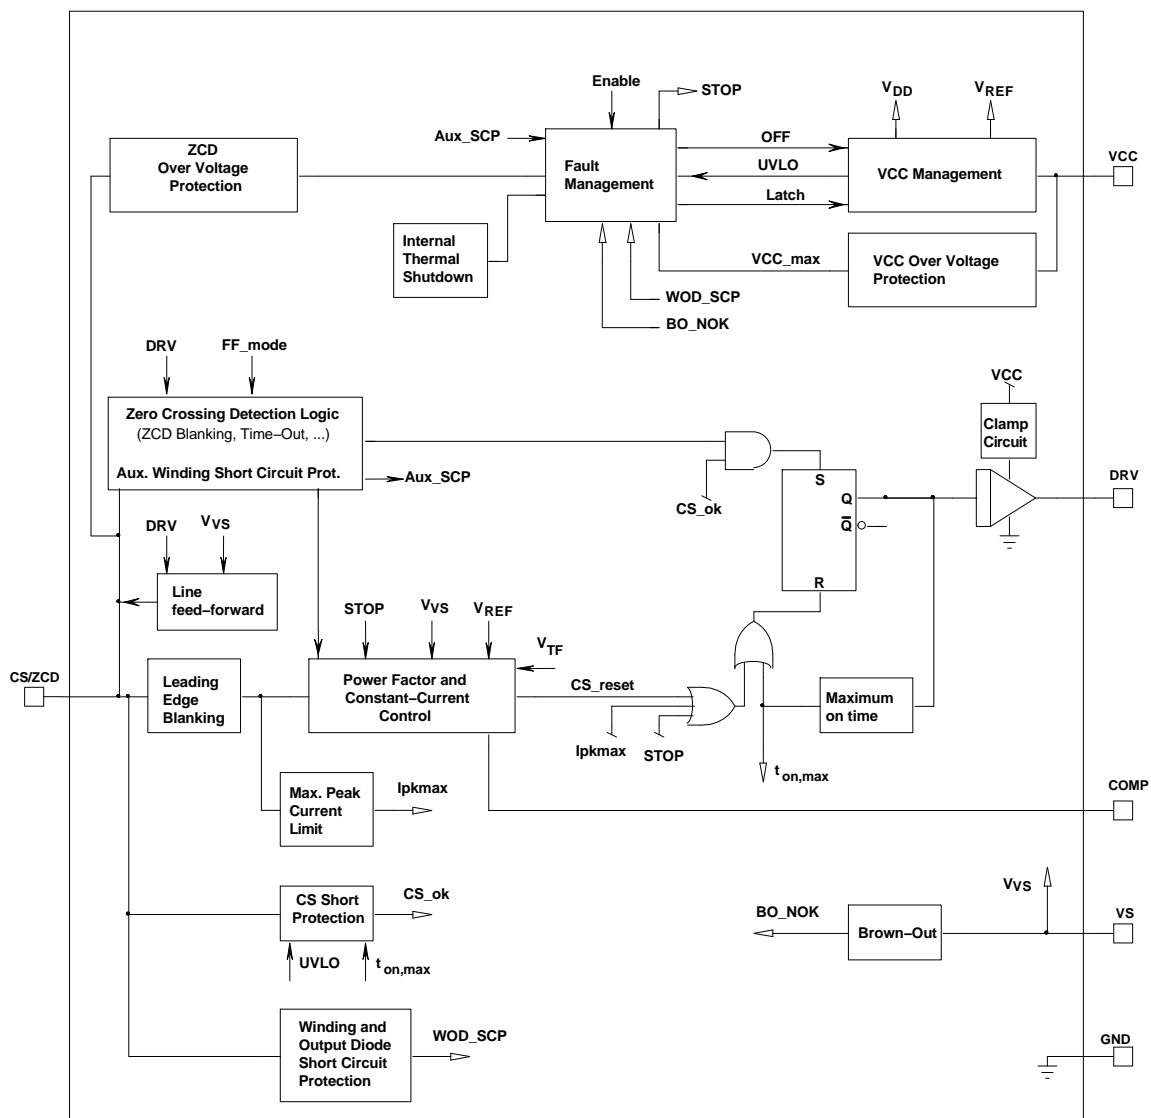 Enable
STOP
V_DD
V_REF
Aux_SCP
ZCD
Over Voltage
Protection
Fault
Management
OFF
UVLO
Latch
VCC Management
VCC
Internal
Thermal
Shutdown
VCC_max
VCC Over Voltage
Protection
WOD_SCP
BO_NOK
DRV
FF_mode
VCC
Zero Crossing Detection Logic
(ZCD Blanking, Time−Out, ...)
Aux. Winding Short Circuit Prot.
Aux_SCP
CS_ok
S
Q
Q̅
R
Clamp
Circuit
DRV
DRV
V_VS
Line
feed−forward
STOP
V_VS
V_REF
V_TF
CS/ZCD
Leading
Edge
Blanking
Power Factor and
Constant−Current
Control
CS_reset
Ipkmax
STOP
Maximum
on time
t_on,max
Max. Peak
Current
Limit
Ipkmax
COMP
CS Short
Protection
CS_ok
UVLO
t_on,max
BO_NOK
Brown−Out
V_VS
VS
Winding and
Output Diode
Short Circuit
Protection
WOD_SCP
GND